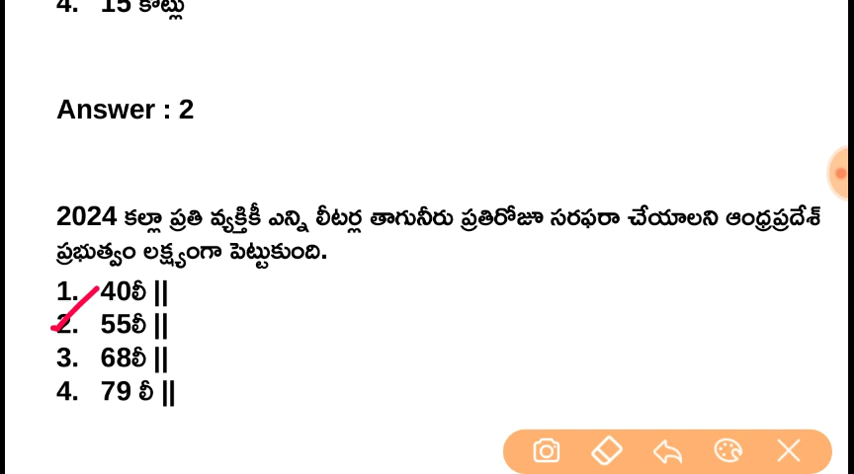 4. 15 కోట్లు
Answer : 2
2024 కల్లా ప్రతి వ్యక్తికీ ఎన్ని లీటర్ల తాగునీరు ప్రతిరోజూ సరఫరా చేయాలని ఆంధ్రప్రదేశ్
ప్రభుత్వం లక్ష్యంగా పెట్టుకుంది.
1. 40లీ ||
2. 55లీ ||
3. 68లీ ||
4. 79 లీ ||